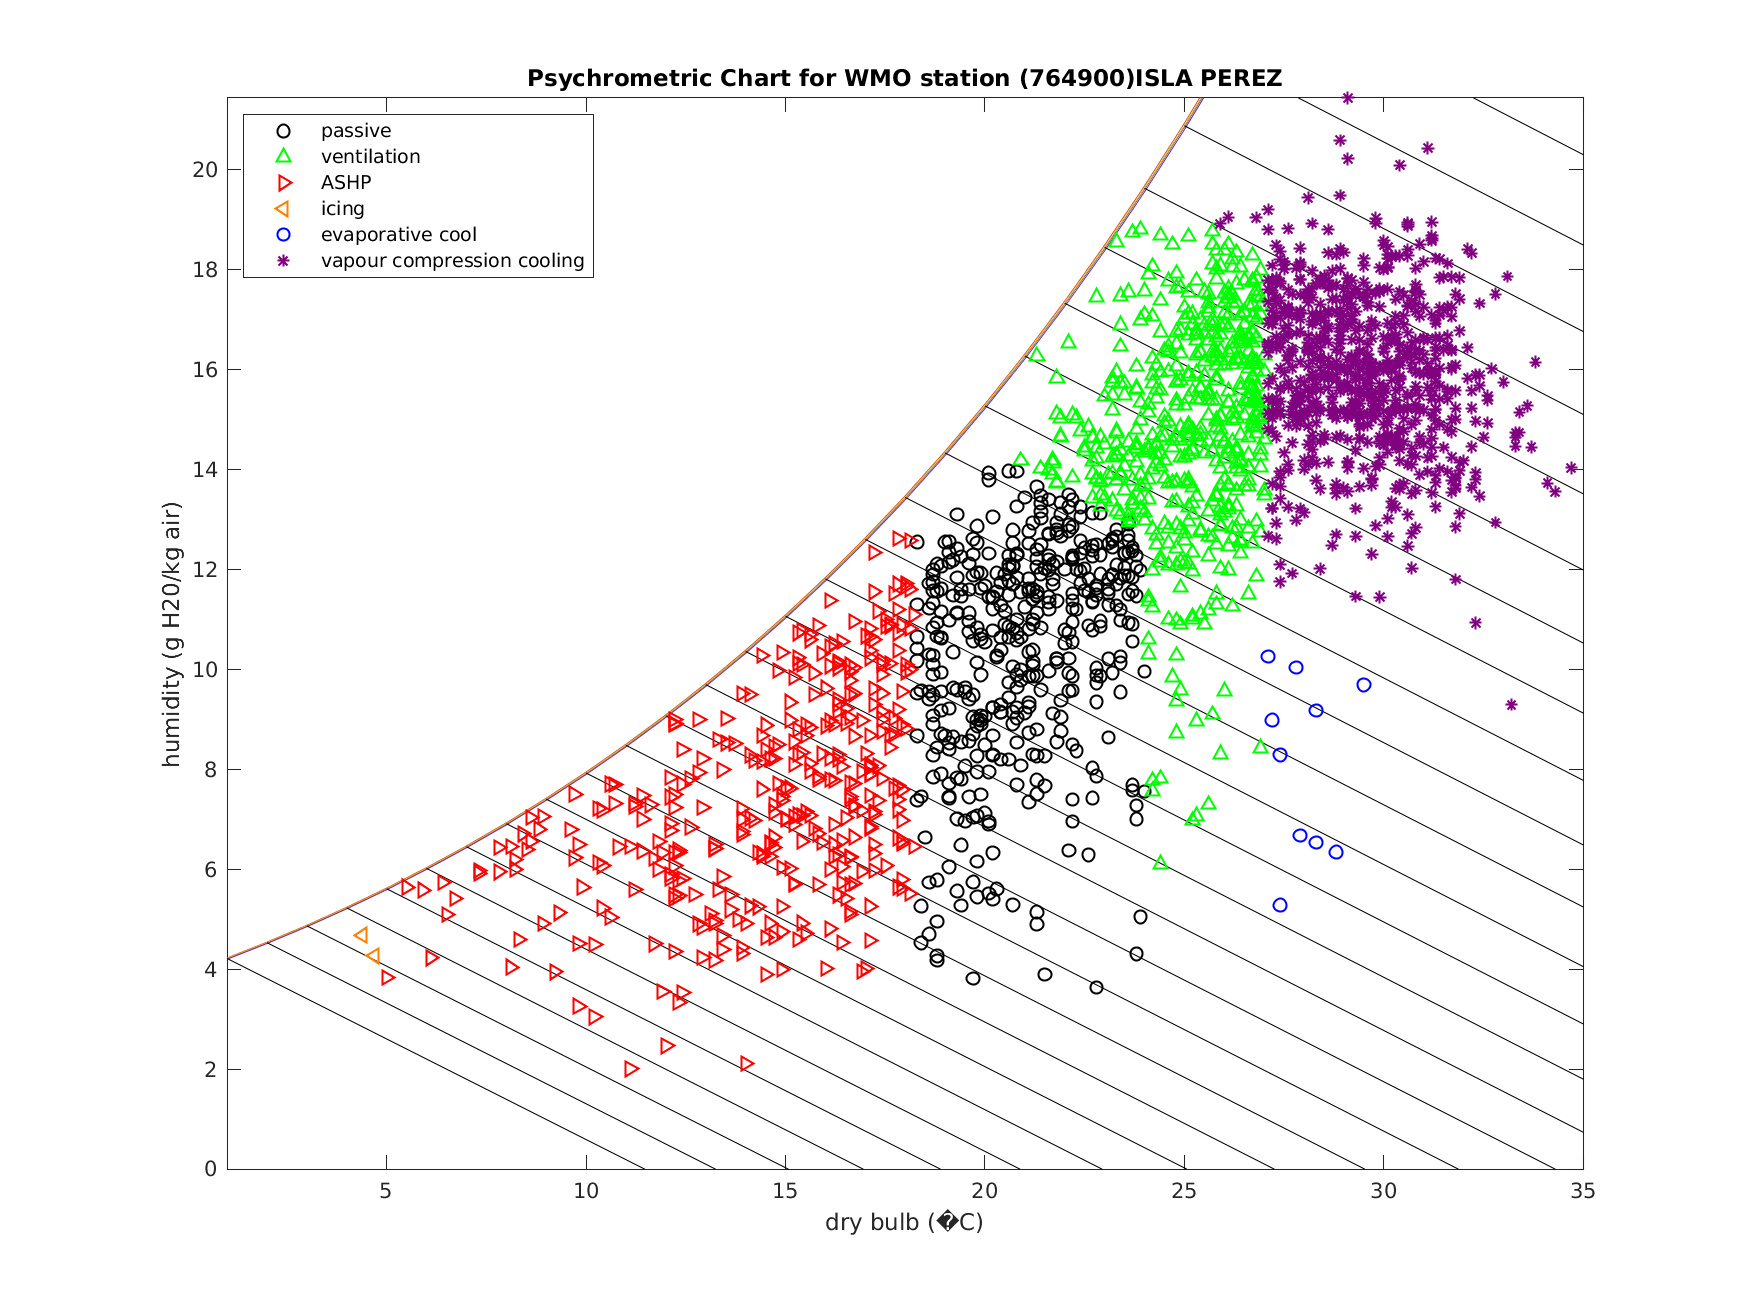 Psychrometric Chart for WMO station (764900)ISLA PEREZ
passive
ventilation
ASHP
icing
evaporative cool
vapour compression cooling
humidity (g H20/kg air)
20
18
16
14
12
10
8
6
4
2
0
5
10
15
20
25
30
35
dry bulb (�C)